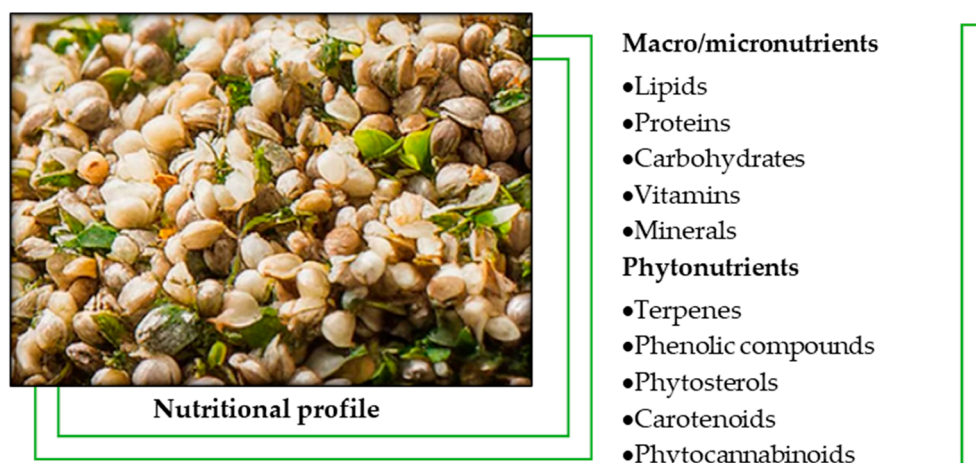 Nutritional profile
Macro/micronutrients
•Lipids
•Proteins
•Carbohydrates
•Vitamins
•Minerals
Phytonutrients
•Terpenes
•Phenolic compounds
•Phytosterols
•Carotenoids
•Phytocannabinoids